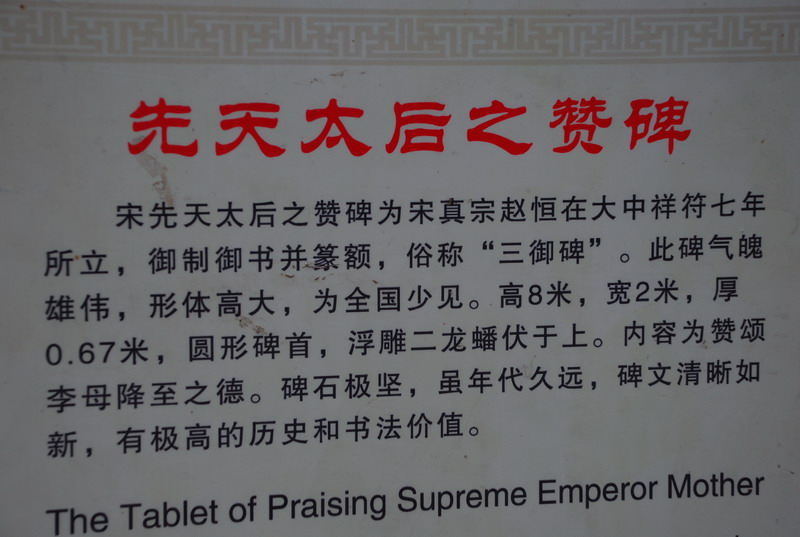 先天太后之赞碑
宋先天太后之赞碑为宋真宗赵恒在大中祥符七年
所立，御制御书并篆额，俗称“三御碑”。此碑气魄
雄伟，形体高大，为全国少见。高8米，宽2米，厚
0.67米，圆形碑首，浮雕二龙蟠伏于上。内容为赞颂
李母降至之德。碑石极坚，虽年代久远，碑文清晰如
新，有极高的历史和书法价值。
The Tablet of Praising Supreme Emperor Mother